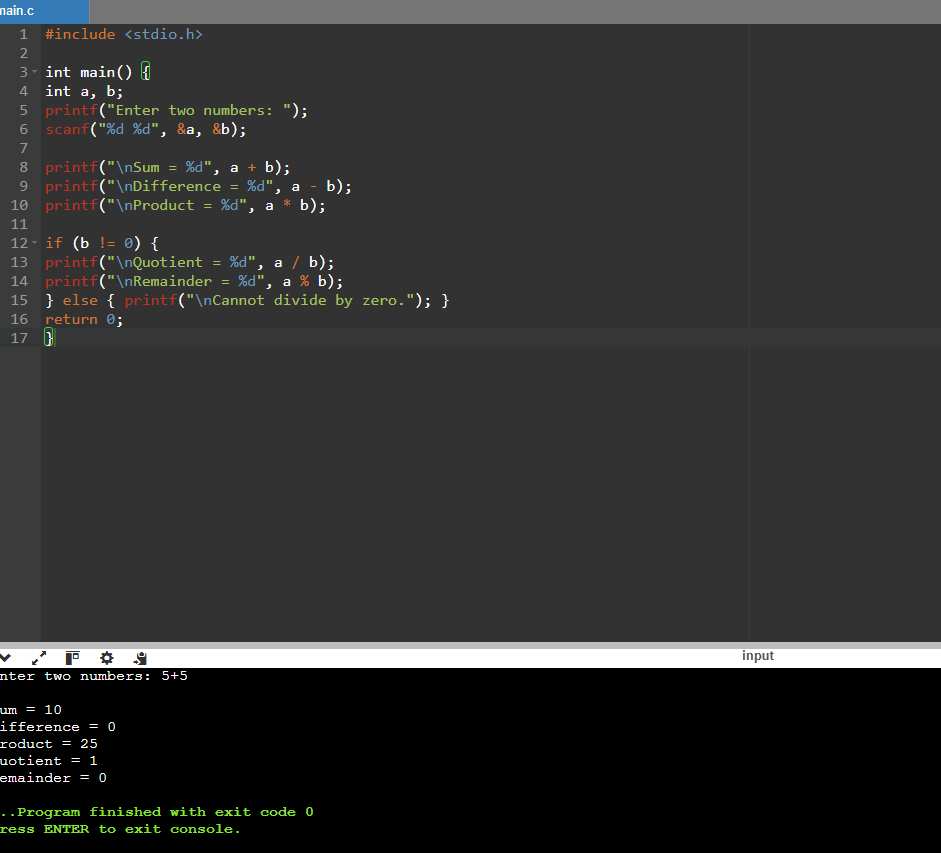 main.c
1 #include <stdio.h>
2
3 int main() {
4 int a, b;
5 printf("Enter two numbers: ");
6 scanf("%d %d", &a, &b);
7
8 printf("\nSum = %d", a + b);
9 printf("\nDifference = %d", a - b);
10 printf("\nProduct = %d", a * b);
11
12 if (b != 0) {
13 printf("\nQuotient = %d", a / b);
14 printf("\nRemainder = %d", a % b);
15 } else { printf("\nCannot divide by zero."); }
16 return 0;
17 }
input
nter two numbers: 5+5
um = 10
ifference = 0
roduct = 25
uotient = 1
emainder = 0
..Program finished with exit code 0
ress ENTER to exit console.